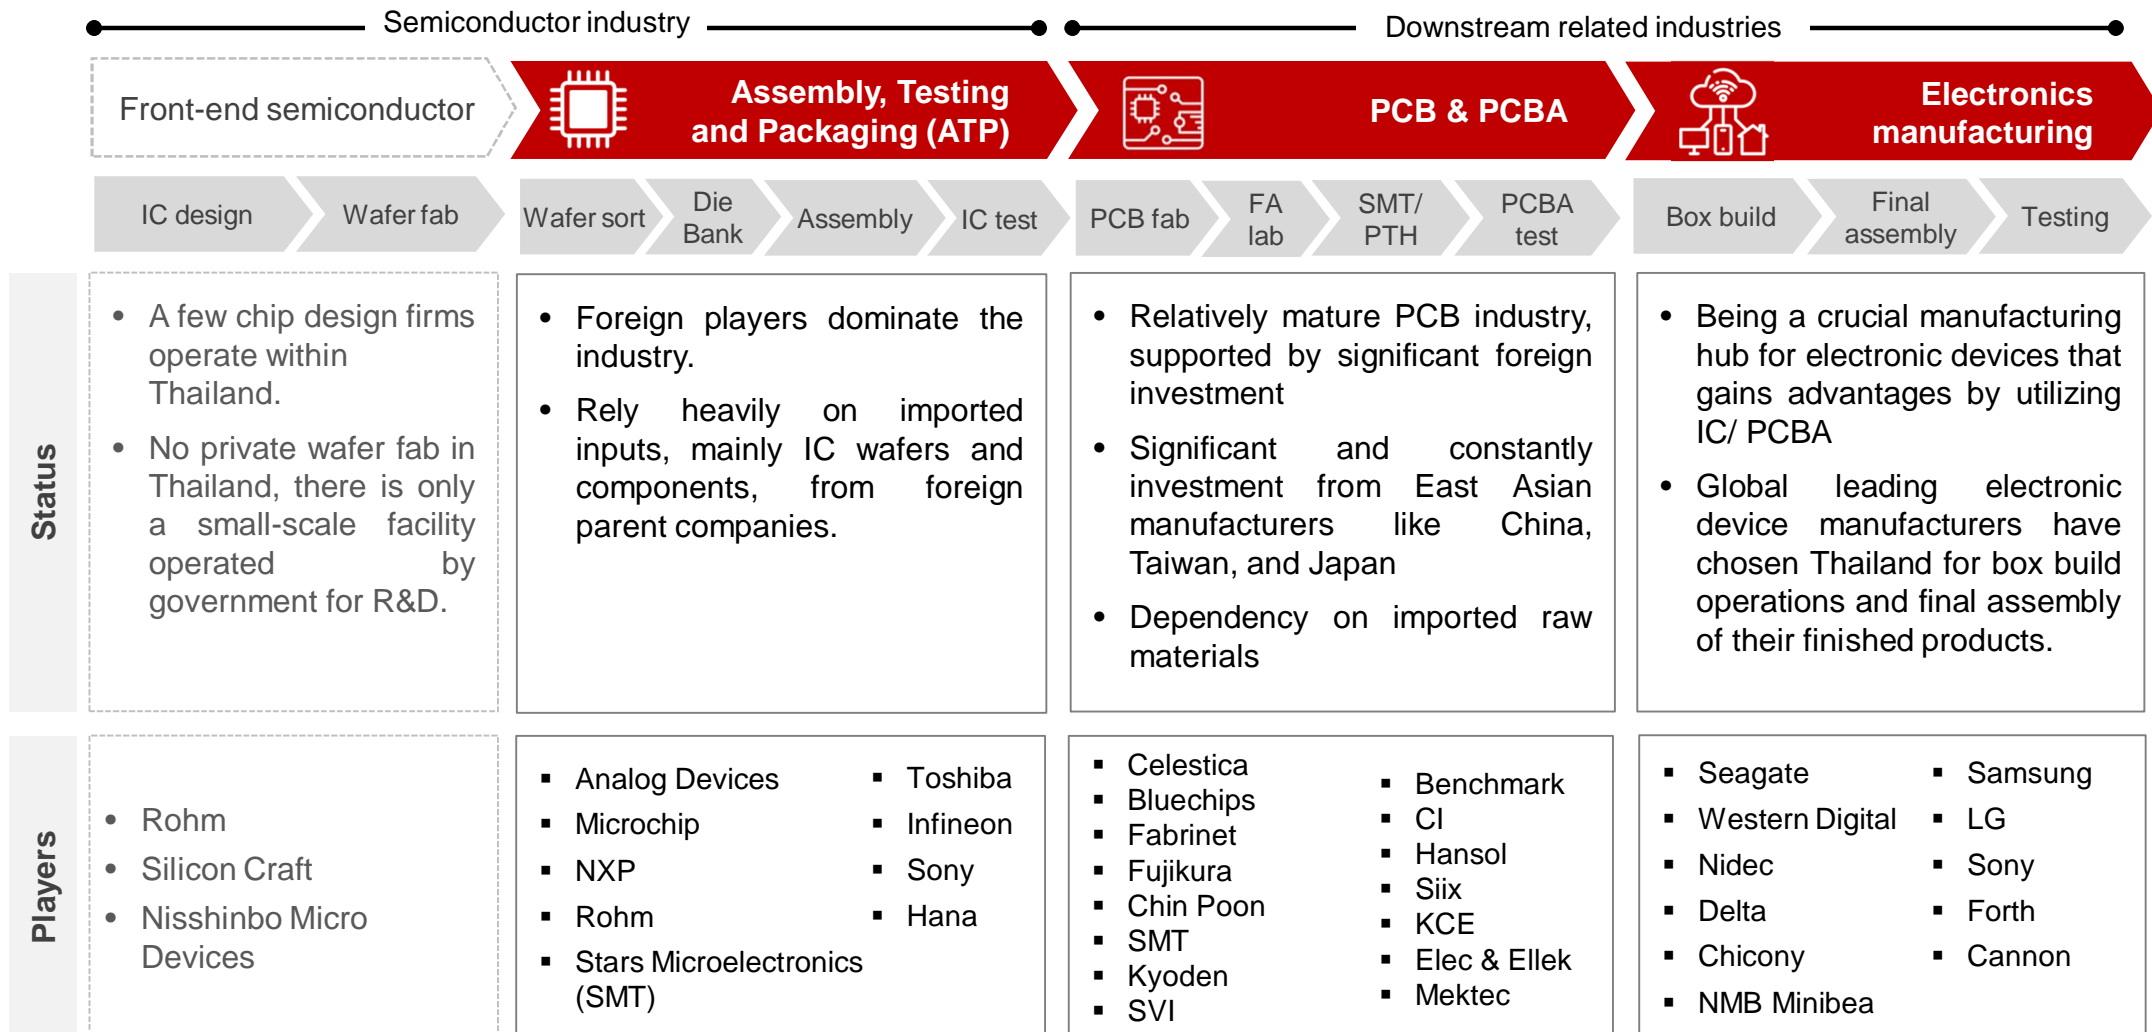 Semiconductor industry
Downstream related industries
Front-end semiconductor
Assembly, Testing
and Packaging (ATP)
PCB & PCBA
Electronics
manufacturing
IC design
Wafer fab
Wafer sort
Die
Bank
Assembly
IC test
PCB fab
FA
lab
SMT/
PTH
PCBA
test
Box build
Final
assembly
Testing
Status
• A few chip design firms
operate within
Thailand.
• No private wafer fab in
Thailand, there is only
a small-scale facility
operated by
government for R&D.
• Foreign players dominate the
industry.
• Rely heavily on imported
inputs, mainly IC wafers and
components, from foreign
parent companies.
• Relatively mature PCB industry,
supported by significant foreign
investment
• Significant and constantly
investment from East Asian
manufacturers like China,
Taiwan, and Japan
• Dependency on imported raw
materials
• Being a crucial manufacturing
hub for electronic devices that
gains advantages by utilizing
IC/ PCBA
• Global leading electronic
device manufacturers have
chosen Thailand for box build
operations and final assembly
of their finished products.
Players
• Rohm
• Silicon Craft
• Nisshinbo Micro
Devices
▪ Analog Devices
▪ Microchip
▪ NXP
▪ Rohm
▪ Stars Microelectronics
(SMT)
▪ Toshiba
▪ Infineon
▪ Sony
▪ Hana
▪ Celestica
▪ Bluechips
▪ Fabrinet
▪ Fujikura
▪ Chin Poon
▪ SMT
▪ Kyoden
▪ SVI
▪ Benchmark
▪ CI
▪ Hansol
▪ Siix
▪ KCE
▪ Elec & Ellek
▪ Mektec
▪ Seagate
▪ Western Digital
▪ Nidec
▪ Delta
▪ Chicony
▪ NMB Minibea
▪ Samsung
▪ LG
▪ Sony
▪ Forth
▪ Cannon